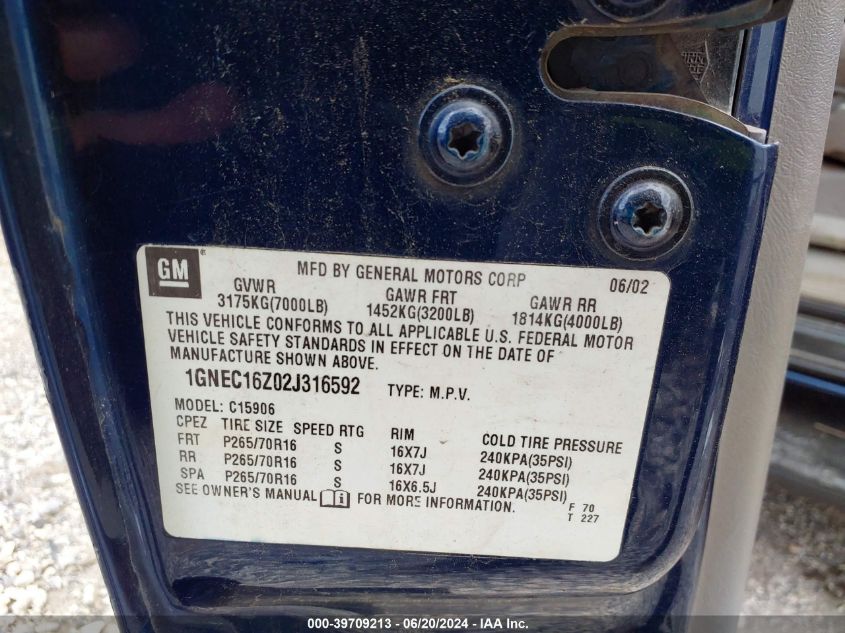 GM
MFD BY GENERAL MOTORS CORP 06/02
GVWR GAWR FRT GAWR RR
3175KG(7000LB) 1452KG(3200LB) 1814KG(4000LB)
THIS VEHICLE CONFORMS TO ALL APPLICABLE U.S. FEDERAL MOTOR
VEHICLE SAFETY STANDARDS IN EFFECT ON THE DATE OF
MANUFACTURE SHOWN ABOVE.
1GNEC16Z02J316592 TYPE: M.P.V.
MODEL: C15906
CPEZ TIRE SIZE SPEED RTG RIM COLD TIRE PRESSURE
FRT P265/70R16 S 16X7J 240KPA(35PSI)
RR P265/70R16 S 16X7J 240KPA(35PSI)
SPA P265/70R16 S 16X6.5J 240KPA(35PSI)
SEE OWNER'S MANUAL i FOR MORE INFORMATION.
F 70
T 227
000-39709213 - 06/20/2024 - © IAA, Inc.